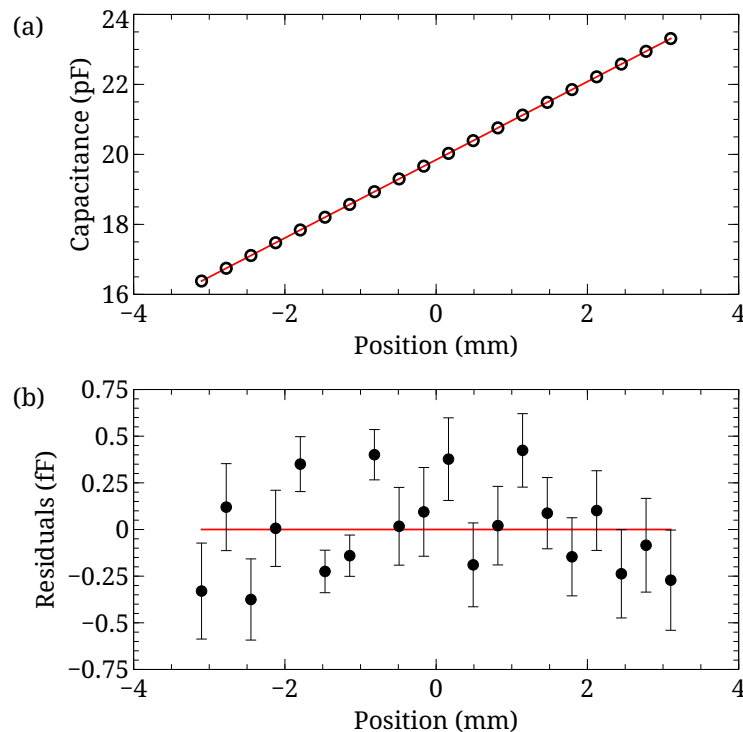 (a)
Capacitance (pF)
24
22
20
18
16
−4 −2 0 2 4
Position (mm)
(b)
Residuals (fF)
0.75
0.5
0.25
0
−0.25
−0.5
−0.75
−4 −2 0 2 4
Position (mm)